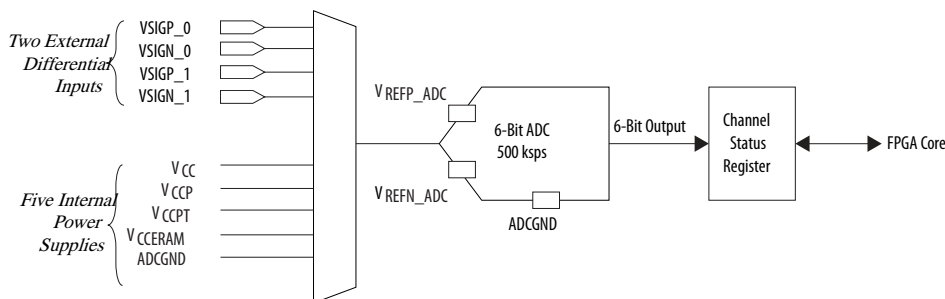 Two External
Differential
Inputs
VSIGP_0
VSIGN_0
VSIGP_1
VSIGN_1
Five Internal
Power
Supplies
VCC
VCCP
VCCPT
VCCERAM
ADCGND
VREFP_ADC
6-Bit ADC
500 ksps
VREFN_ADC
ADCGND
6-Bit Output
Channel
Status
Register
FPGA Core